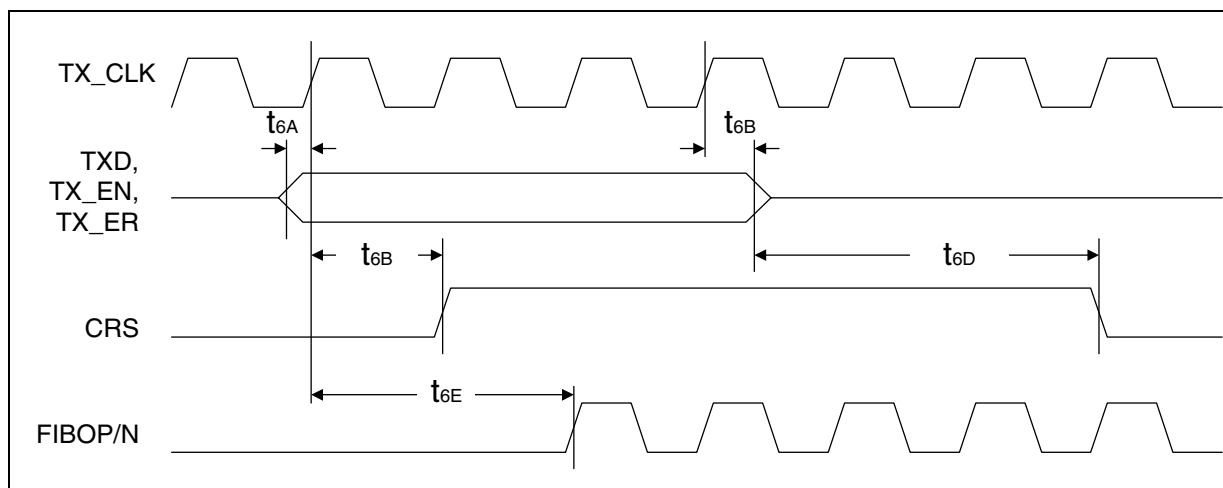 TX_CLK
t6A
t6B
TXD,
TX_EN,
TX_ER
t6B
t6D
CRS
t6E
FIBOP/N